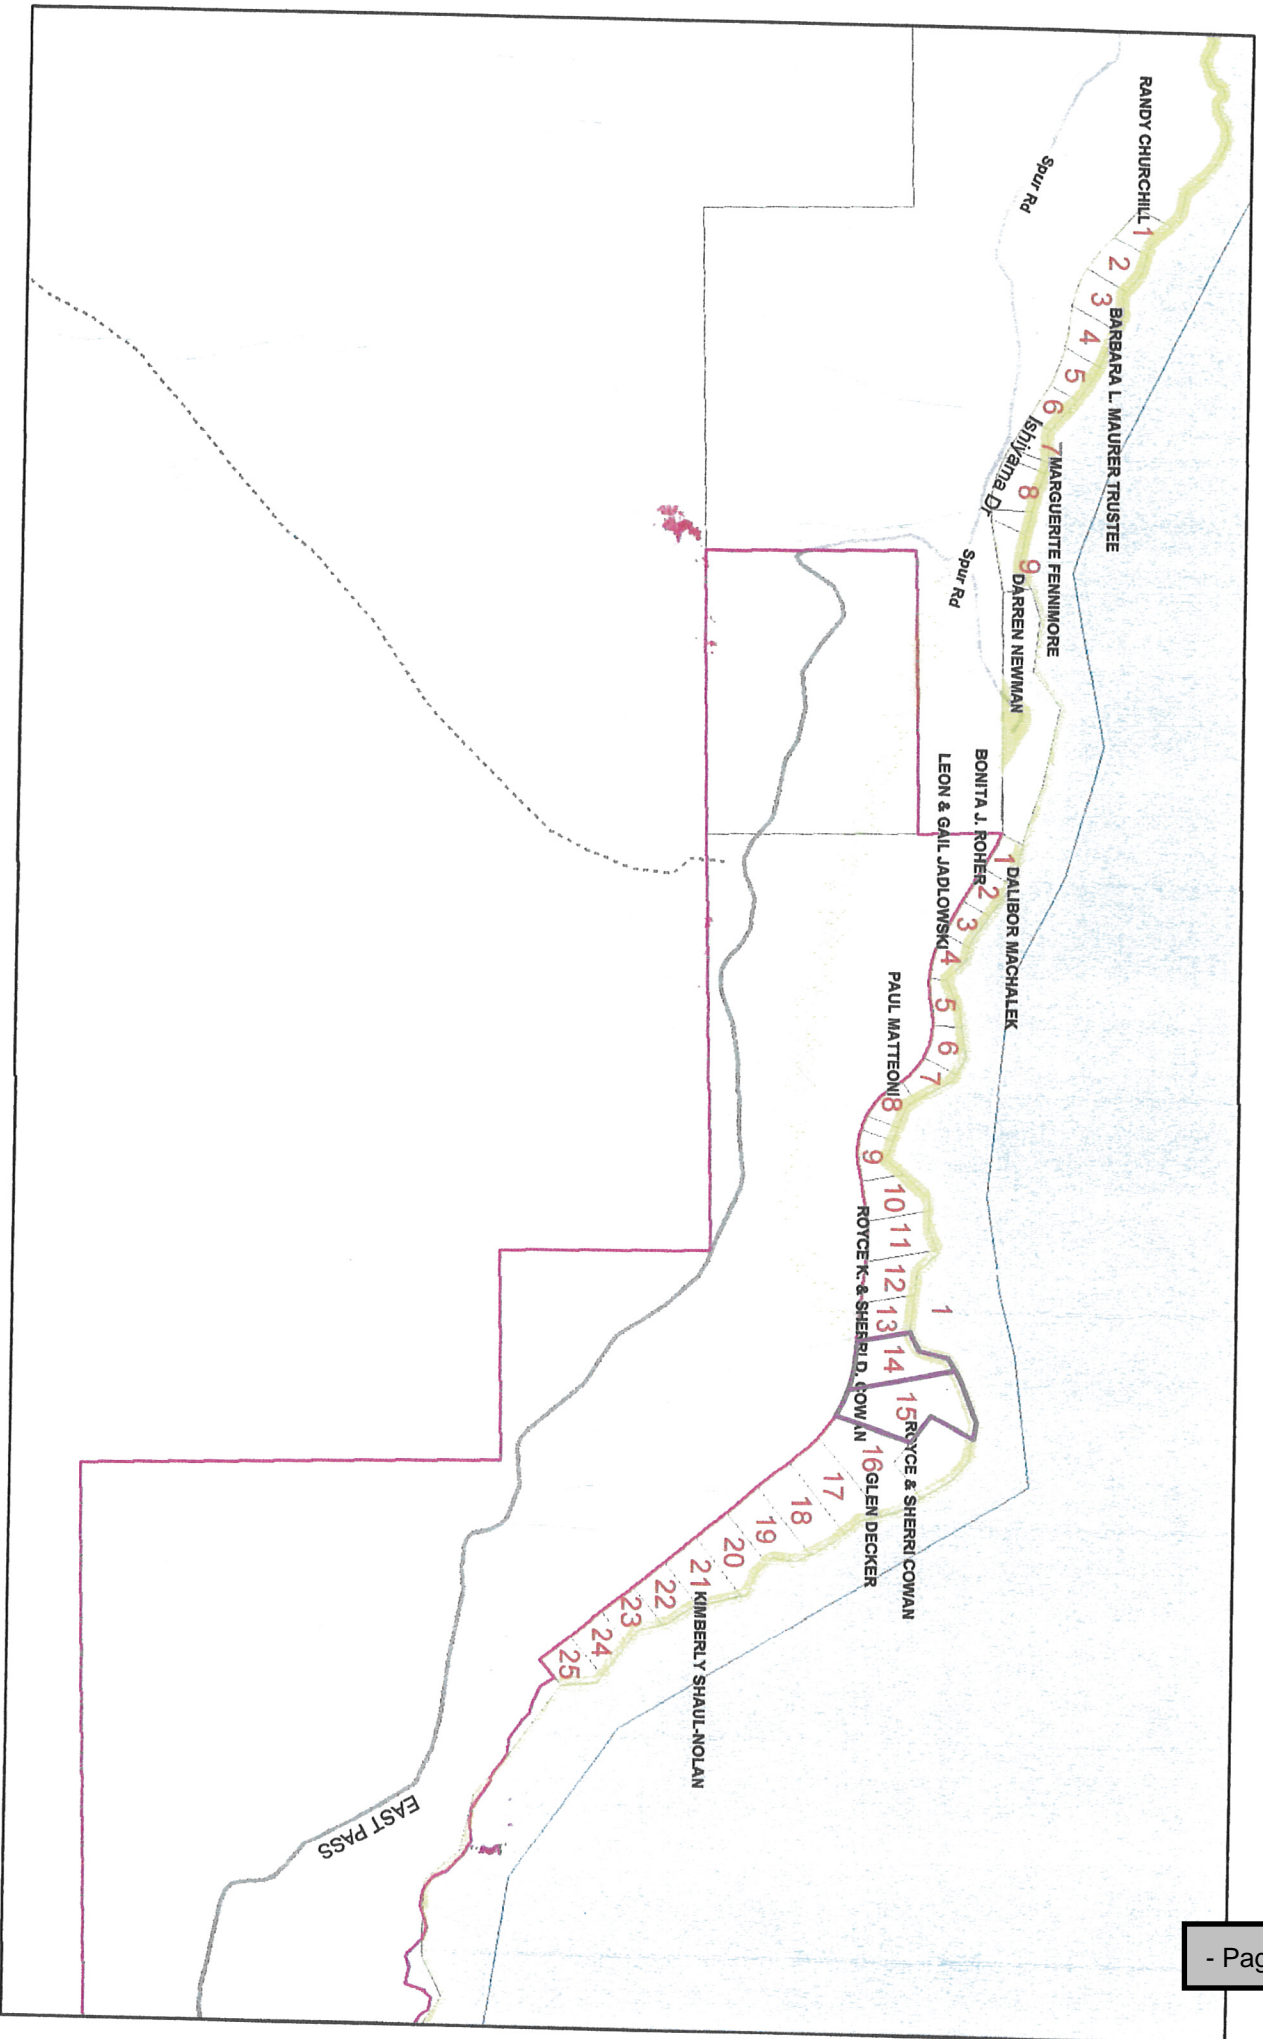 RANDY CHURCHILL
1
2
3
BARBARA L. MAURER TRUSTEE
4
5
6
7
MARGUERITE FENNIMORE
8
9
DARREN NEWMAN
Spur Rd
Ishiyama Dr
Spur Rd
1
DALIBOR MACHALEK
BONITA J. ROHER
2
3
LEON & GAIL JADLOWSKI
4
5
6
7
PAUL MATTEONI
8
9
10
11
12
13
1
14
ROYCE K. & SHERRI D. COWAN
15
ROYCE & SHERRI COWAN
16
GLEN DECKER
17
18
19
20
21
KIMBERLY SHAUL-NOLAN
22
23
24
25
EAST PASS
- Pag